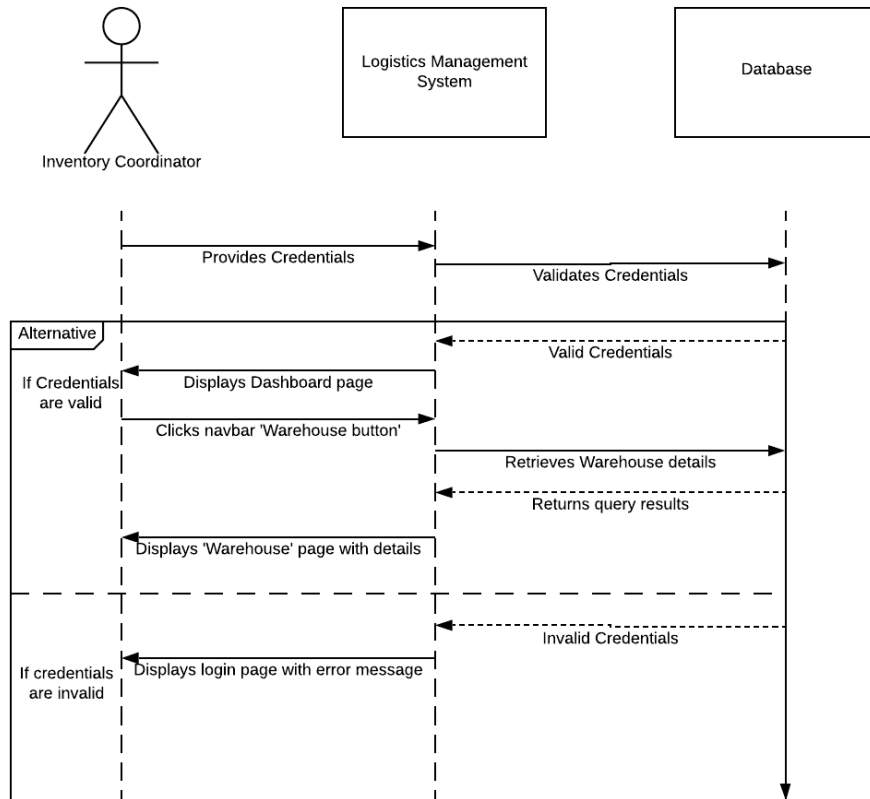 Logistics Management
System
Database
Inventory Coordinator
Provides Credentials
Validates Credentials
Alternative
Valid Credentials
If Credentials
are valid
Displays Dashboard page
Clicks navbar 'Warehouse button'
Retrieves Warehouse details
Returns query results
Displays 'Warehouse' page with details
Invalid Credentials
If credentials
are invalid
Displays login page with error message